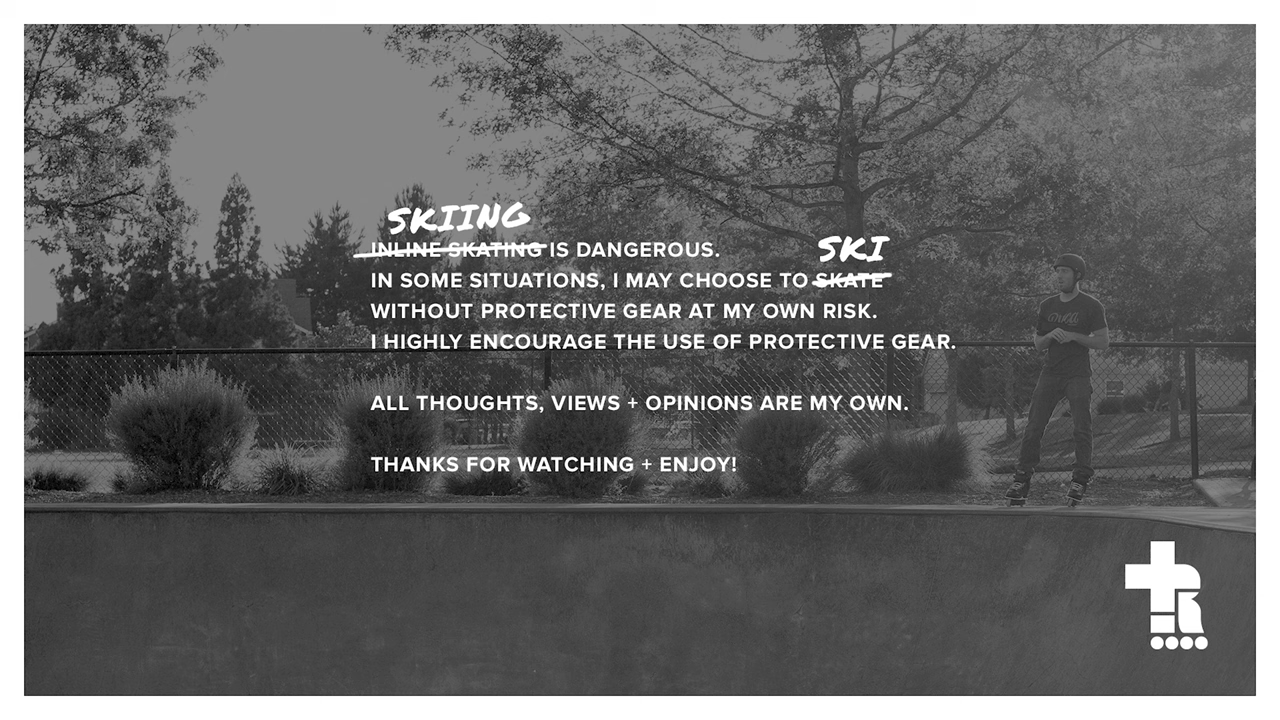 SKIING
INLINE SKATING IS DANGEROUS.
SKI
IN SOME SITUATIONS, I MAY CHOOSE TO SKATE
WITHOUT PROTECTIVE GEAR AT MY OWN RISK.
I HIGHLY ENCOURAGE THE USE OF PROTECTIVE GEAR.
ALL THOUGHTS, VIEWS + OPINIONS ARE MY OWN.
THANKS FOR WATCHING + ENJOY!